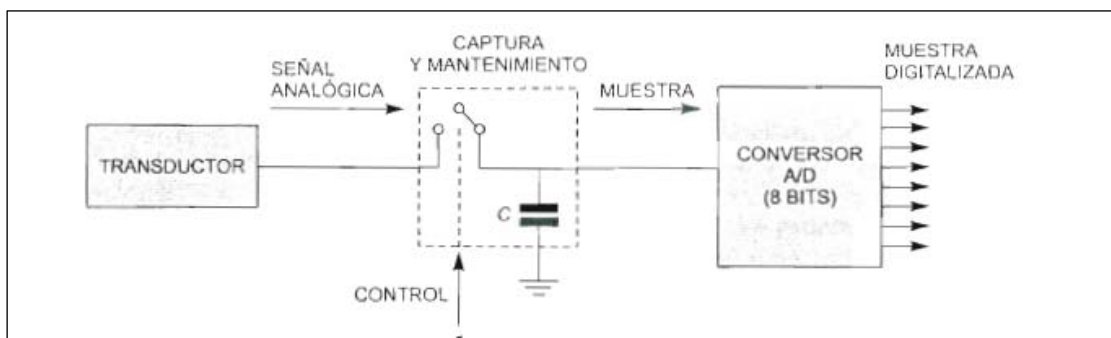 CAPTURA
Y MANTENIMIENTO
SEÑAL
ANALÓGICA
MUESTRA
MUESTRA
DIGITALIZADA
TRANSDUCTOR
C
CONVERSOR
A/D
(8 BITS)
CONTROL